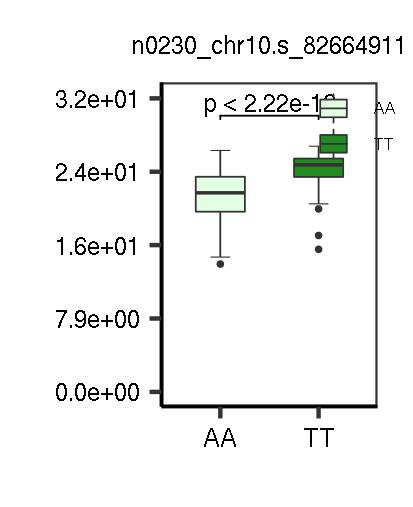 n0230_chr10.s_82664911
3.2e+01
p < 2.22e-16
AA
TT
2.4e+01
1.6e+01
7.9e+00
0.0e+00
AA
TT